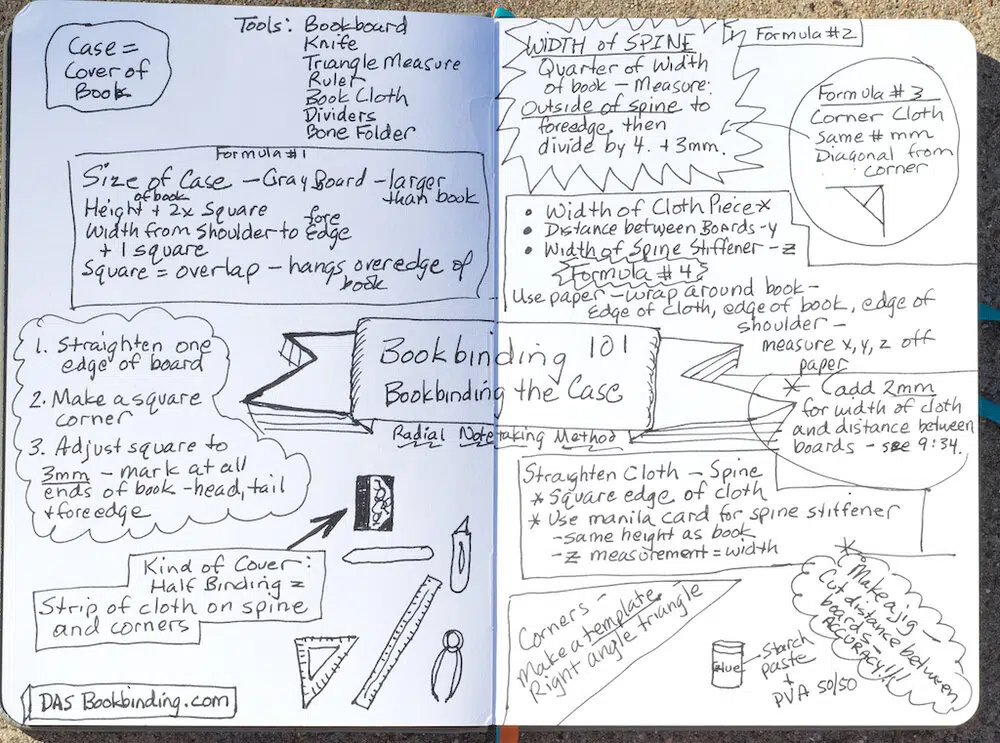 Case =
Cover of
Book
Tools: Bookboard
Knife
Triangle Measure
Ruler
Book Cloth
Dividers
Bone Folder
Formula #1
Size of Case - Gray Board - larger
than book
of book
Height + 2x Square
Width from Shoulder to fore
Edge
+ 1 square
Square = overlap - hangs over edge of
book
1. Straighten one
edge of board
2. Make a square
corner
3. Adjust square to
3mm - mark at all
ends of book - head, tail
+ foreedge
Kind of Cover:
Half Binding =
Strip of cloth on spine
and corners
DAS Bookbinding.com
Bookbinding 101
Bookbinding the Case
Radial Notetaking Method
WIDTH of SPINE
Quarter of width
of book - Measure:
Outside of spine to
foreedge, then
divide by 4. + 3mm.
Formula #2
Formula #3
Corner Cloth
Same # mm
Diagonal from
corner
• Width of Cloth Piece - x
• Distance between Boards - y
• Width of Spine Stiffener - z
Formula #4
Use paper - wrap around book -
Edge of cloth, edge of book, edge of
shoulder -
measure x, y, z off
paper
* (add 2mm
for width of cloth
and distance between
boards - see 9:34.
Straighten Cloth - Spine
* Square edge of cloth
* Use manila card for spine stiffener
- same height as book
- z measurement = width
Corners -
Make a template
Right angle triangle
Glue
Starch
paste
+
PVA 50/50
* Make a jig -
Cut distance between
boards -
ACCURACY!!!